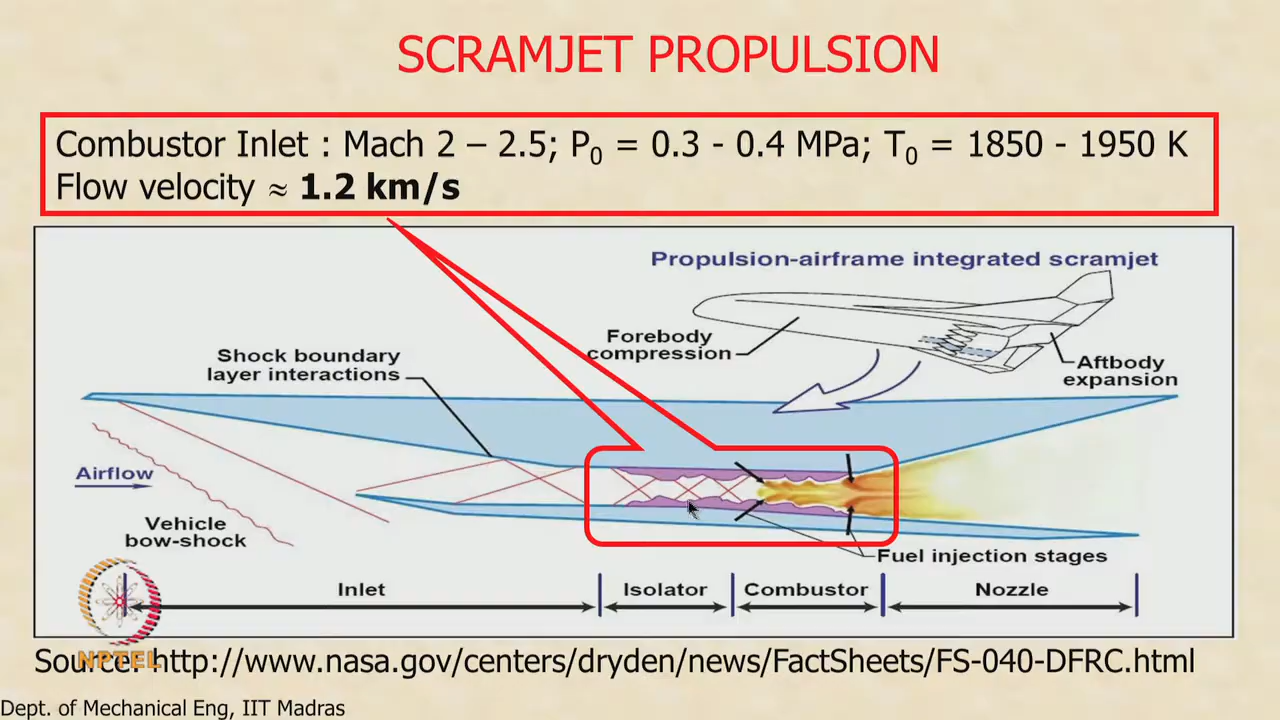 SCRAMJET PROPULSION
Combustor Inlet : Mach 2 – 2.5; P0 = 0.3 - 0.4 MPa; T0 = 1850 - 1950 K
Flow velocity ≈ 1.2 km/s
Propulsion-airframe integrated scramjet
Forebody
compression
Shock boundary
layer interactions
Aftbody
expansion
Airflow
Vehicle
bow-shock
Fuel injection stages
Inlet
Isolator
Combustor
Nozzle
NPTEL
Source: http://www.nasa.gov/centers/dryden/news/FactSheets/FS-040-DFRC.html
Dept. of Mechanical Eng, IIT Madras